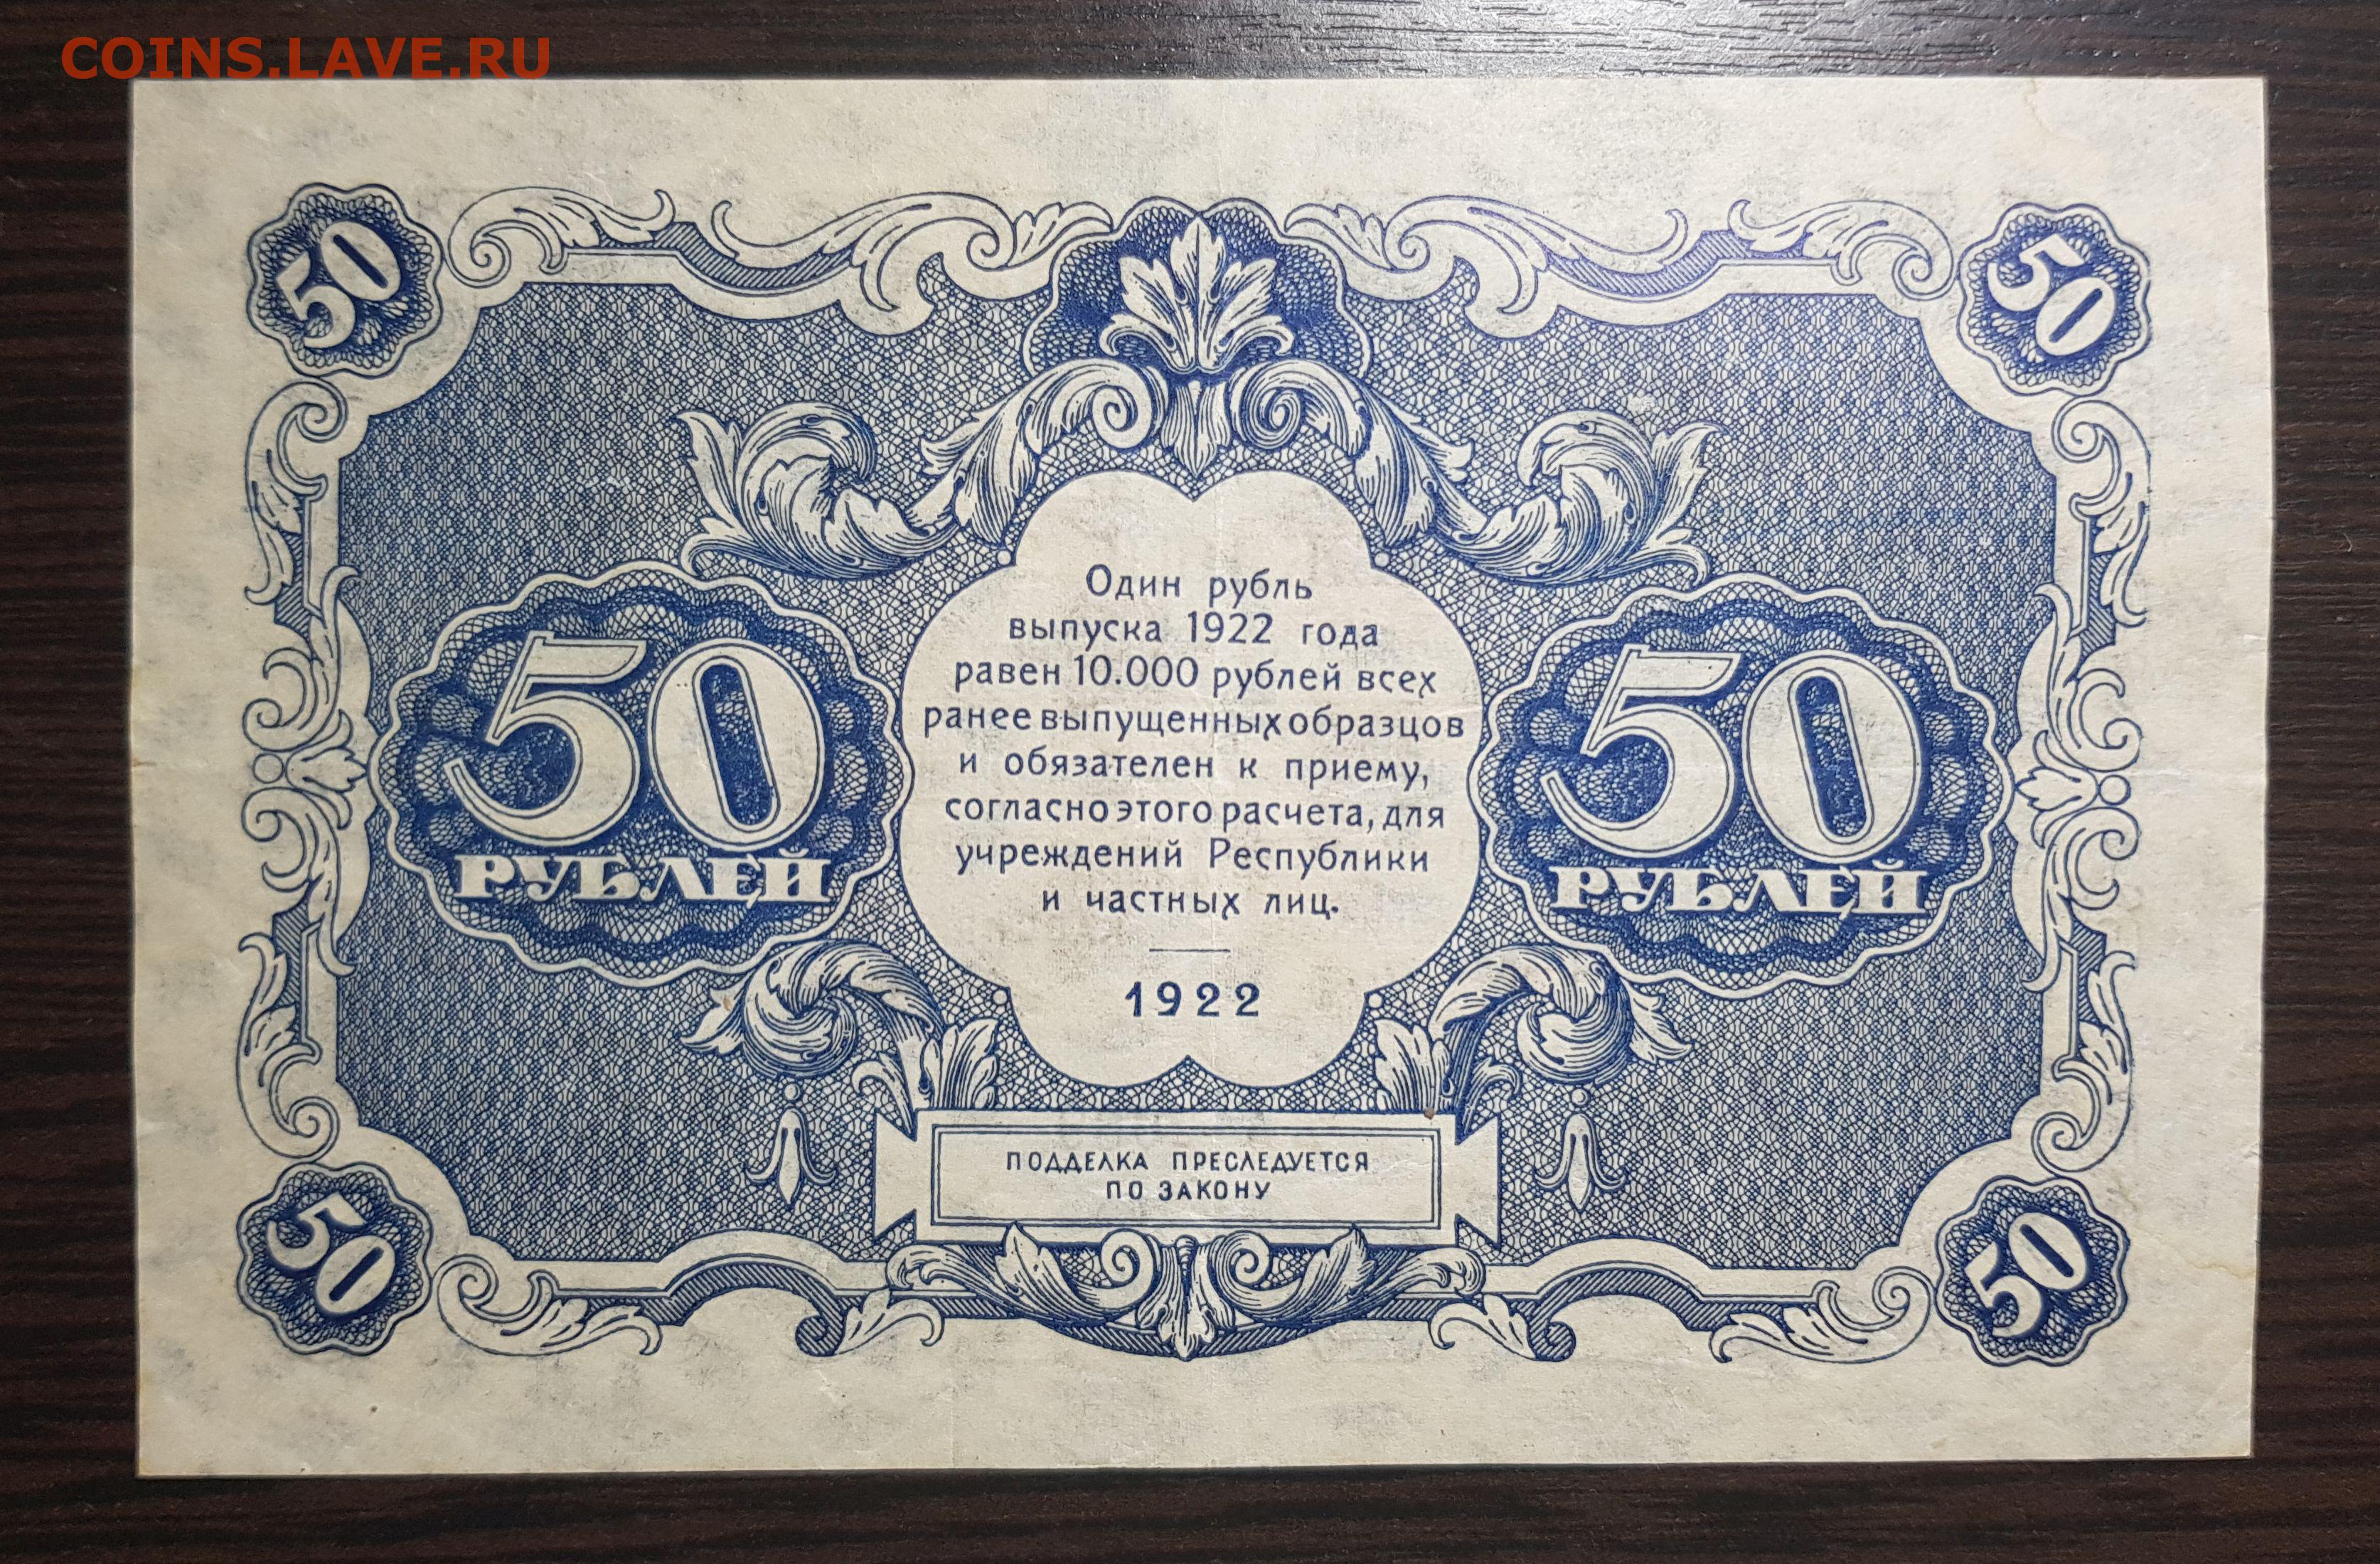 COINS.LAVE.RU
50
50
Один рубль
выпуска 1922 года
равен 10.000 рублей всех
ранее выпущенных образцов
и обязателен к приему,
согласно этого расчета, для
учреждений Республики
и частных лиц.
1922
50
РУБЛЕЙ
50
РУБЛЕЙ
ПОДДЕЛКА ПРЕСЛЕДУЕТСЯ
ПО ЗАКОНУ
50
50